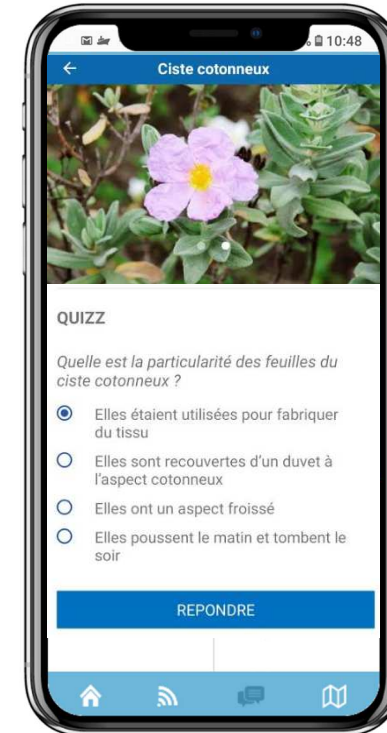 10:48
Ciste cotonneux
QUIZZ
Quelle est la particularité des feuilles du
ciste cotonneux ?
Elles étaient utilisées pour fabriquer
du tissu
Elles sont recouvertes d'un duvet à
l'aspect cotonneux
Elles ont un aspect froissé
Elles poussent le matin et tombent le
soir
REPONDRE